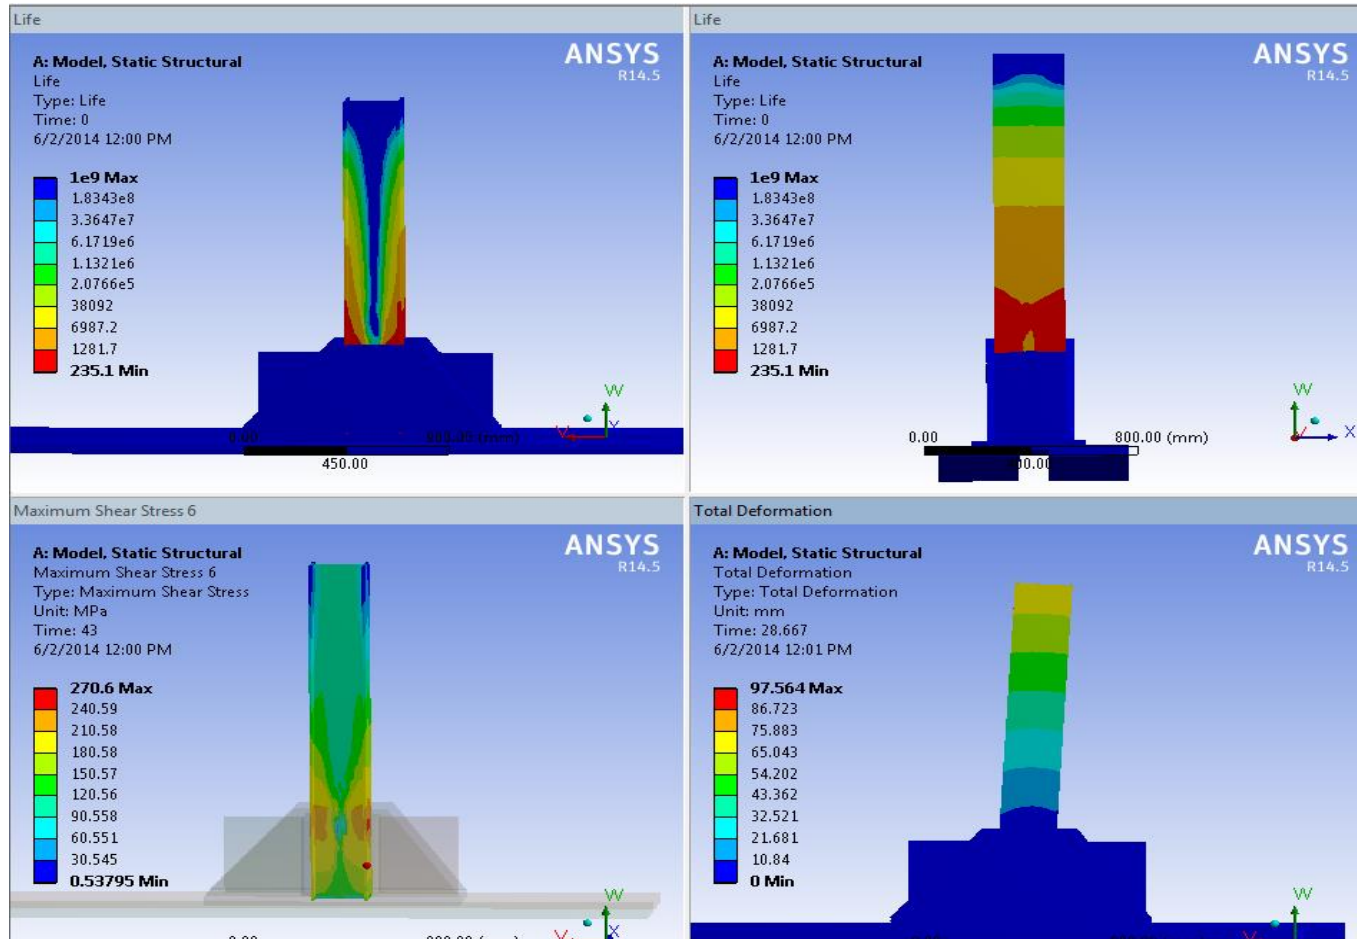 Life
ANSYS
R14.5
A: Model, Static Structural
Life
Type: Life
Time: 0
6/2/2014 12:00 PM
1e9 Max
1.8343e8
3.3647e7
6.1719e6
1.1321e6
2.0766e5
38092
6987.2
1281.7
235.1 Min
W
Y
0.00
900.00 (mm)
450.00
Life
ANSYS
R14.5
A: Model, Static Structural
Life
Type: Life
Time: 0
6/2/2014 12:00 PM
1e9 Max
1.8343e8
3.3647e7
6.1719e6
1.1321e6
2.0766e5
38092
6987.2
1281.7
235.1 Min
W
X
0.00
800.00 (mm)
Maximum Shear Stress 6
ANSYS
R14.5
A: Model, Static Structural
Maximum Shear Stress 6
Type: Maximum Shear Stress
Unit: MPa
Time: 43
6/2/2014 12:00 PM
270.6 Max
240.59
210.58
180.58
150.57
120.56
90.558
60.551
30.545
0.53795 Min
W
X
Total Deformation
ANSYS
R14.5
A: Model, Static Structural
Total Deformation
Type: Total Deformation
Unit: mm
Time: 28.667
6/2/2014 12:01 PM
97.564 Max
86.723
75.883
65.043
54.202
43.362
32.521
21.681
10.84
0 Min
W